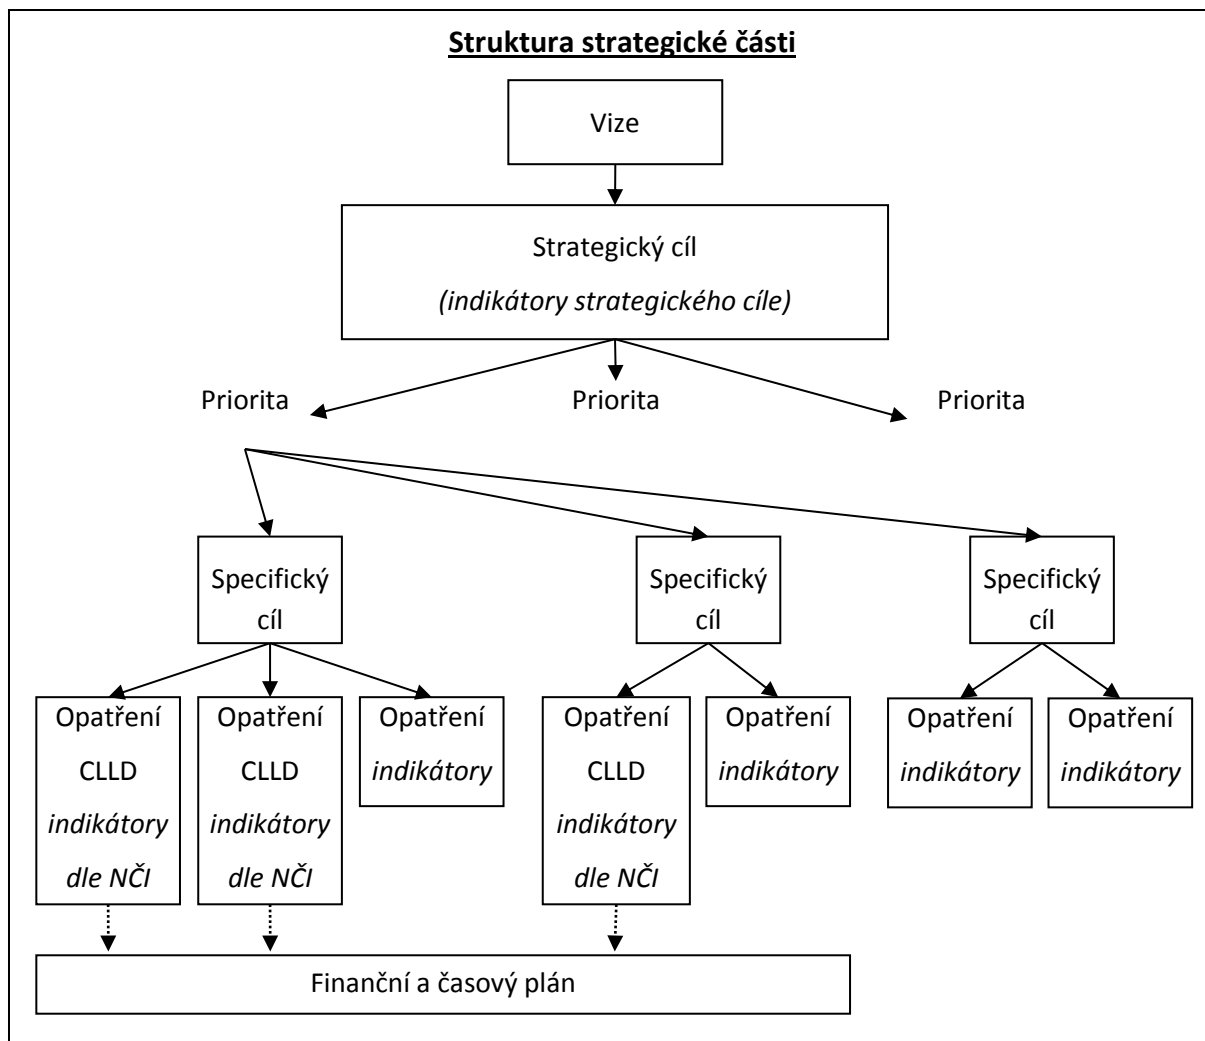 Struktura strategické části
Vize
Strategický cíl
(indikátory strategického cíle)
Priorita
Priorita
Priorita
Specifický
cíl
Specifický
cíl
Specifický
cíl
Opatření
CLLD
indikátory
dle NČI
Opatření
CLLD
indikátory
dle NČI
Opatření
indikátory
Opatření
CLLD
indikátory
dle NČI
Opatření
indikátory
Opatření
indikátory
Opatření
indikátory
Finanční a časový plán